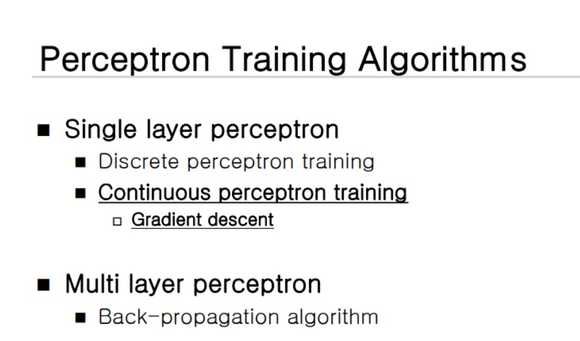 Perceptron Training Algorithms
Single layer perceptron
Discrete perceptron training
Continuous perceptron training
Gradient descent
Multi layer perceptron
Back-propagation algorithm